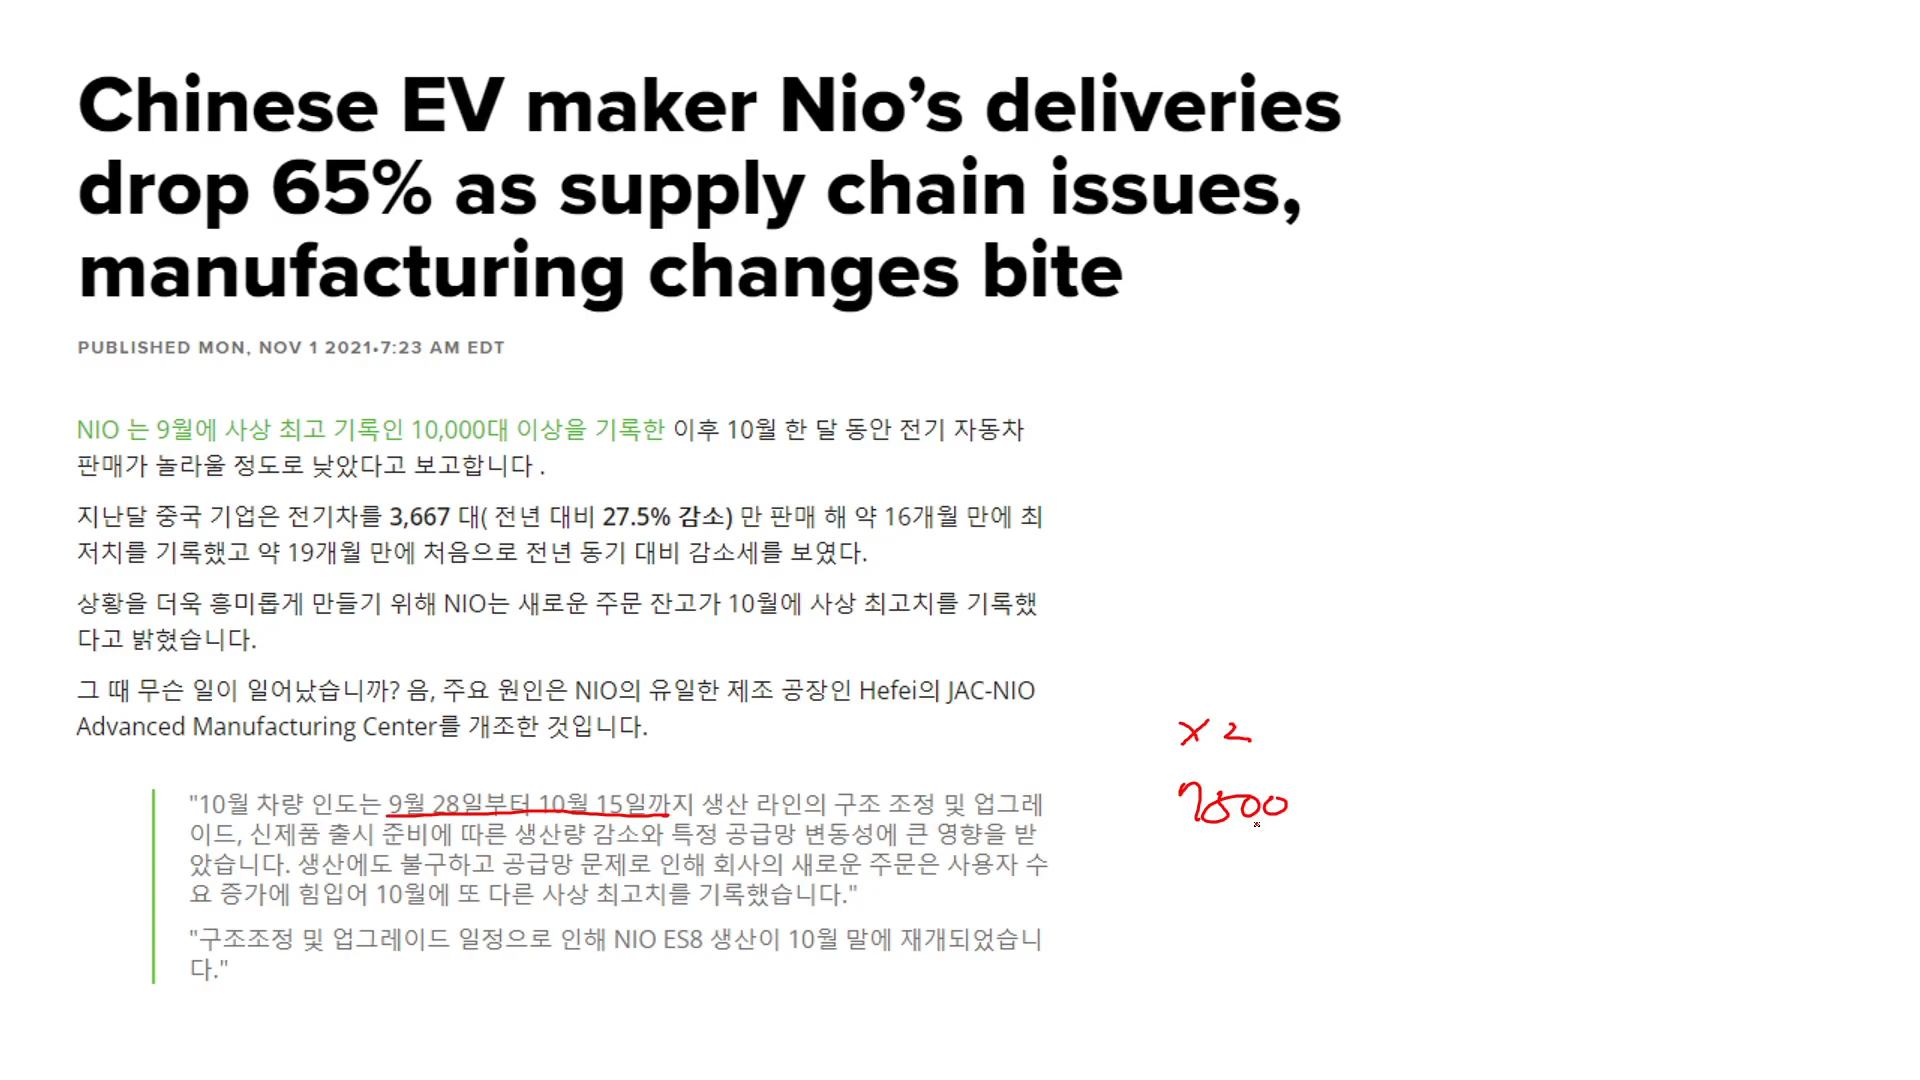 Chinese EV maker Nio’s deliveries
drop 65% as supply chain issues,
manufacturing changes bite
PUBLISHED MON, NOV 1 2021•7:23 AM EDT
NIO 는 9월에 사상 최고 기록인 10,000대 이상을 기록한 이후 10월 한 달 동안 전기 자동차
판매가 놀라울 정도로 낮았다고 보고합니다 .
지난달 중국 기업은 전기차를 3,667 대( 전년 대비 27.5% 감소) 만 판매 해 약 16개월 만에 최
저치를 기록했고 약 19개월 만에 처음으로 전년 동기 대비 감소세를 보였다.
상황을 더욱 흥미롭게 만들기 위해 NIO는 새로운 주문 잔고가 10월에 사상 최고치를 기록했
다고 밝혔습니다.
그 때 무슨 일이 일어났습니까? 음, 주요 원인은 NIO의 유일한 제조 공장인 Hefei의 JAC-NIO
Advanced Manufacturing Center를 개조한 것입니다.
x 2
7500
"10월 차량 인도는 9월 28일부터 10월 15일까지 생산 라인의 구조 조정 및 업그레
이드, 신제품 출시 준비에 따른 생산량 감소와 특정 공급망 변동성에 큰 영향을 받
았습니다. 생산에도 불구하고 공급망 문제로 인해 회사의 새로운 주문은 사용자 수
요 증가에 힘입어 10월에 또 다른 사상 최고치를 기록했습니다."
"구조조정 및 업그레이드 일정으로 인해 NIO ES8 생산이 10월 말에 재개되었습니
다."